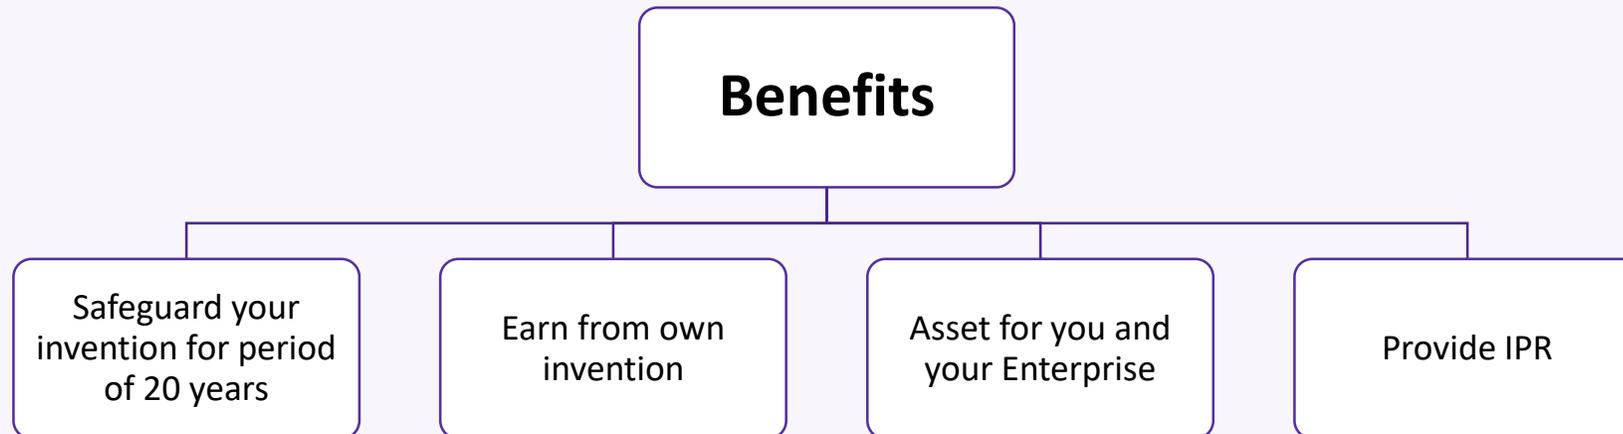 Benefits
Safeguard your
invention for period
of 20 years
Earn from own
invention
Asset for you and
your Enterprise
Provide IPR